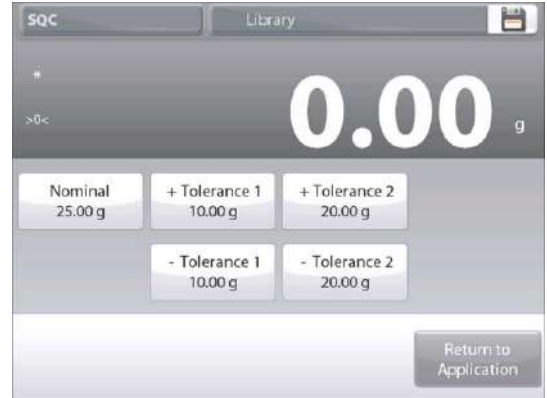 SQC
Library
*
>0<
0.00 g
Nominal
25.00 g
+ Tolerance 1
10.00 g
+ Tolerance 2
20.00 g
- Tolerance 1
10.00 g
- Tolerance 2
20.00 g
Return to
Application